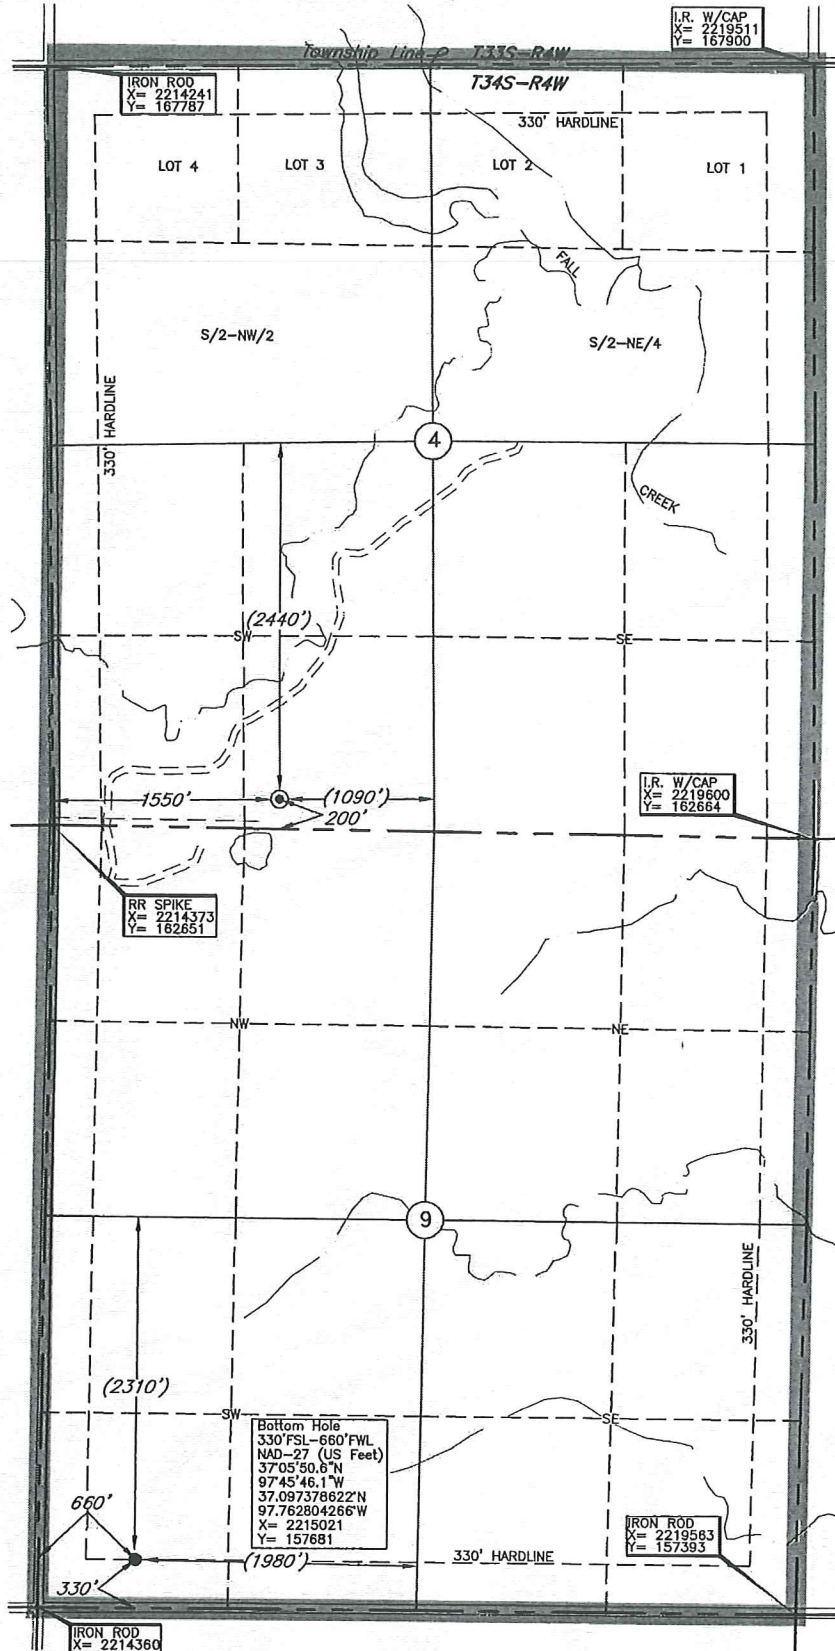 I.R. W/CAP
X= 2219511
Y= 167900
Township Line T33S-R4W
T34S-R4W
IRON ROD
X= 2214241
Y= 167787
330' HARDLINE
LOT 4
LOT 3
LOT 2
LOT 1
FALL
S/2-NW/2
S/2-NE/4
330' HARDLINE
4
CREEK
(2440')
SW
SE
1550'
(1090')
200'
I.R. W/CAP
X= 2219600
Y= 162664
RR SPIKE
X= 2214373
Y= 162651
NW
NE
9
330' HARDLINE
(2310')
SW
SE
Bottom Hole
330'FSL-660'FWL
NAD-27 (US Feet)
37°05'50.6"N
97°45'46.1"W
37.097378622°N
97.762804266°W
X= 2215021
Y= 157681
660'
IRON ROD
X= 2219563
Y= 157393
(1980')
330' HARDLINE
330'
IRON ROD
X= 2214360